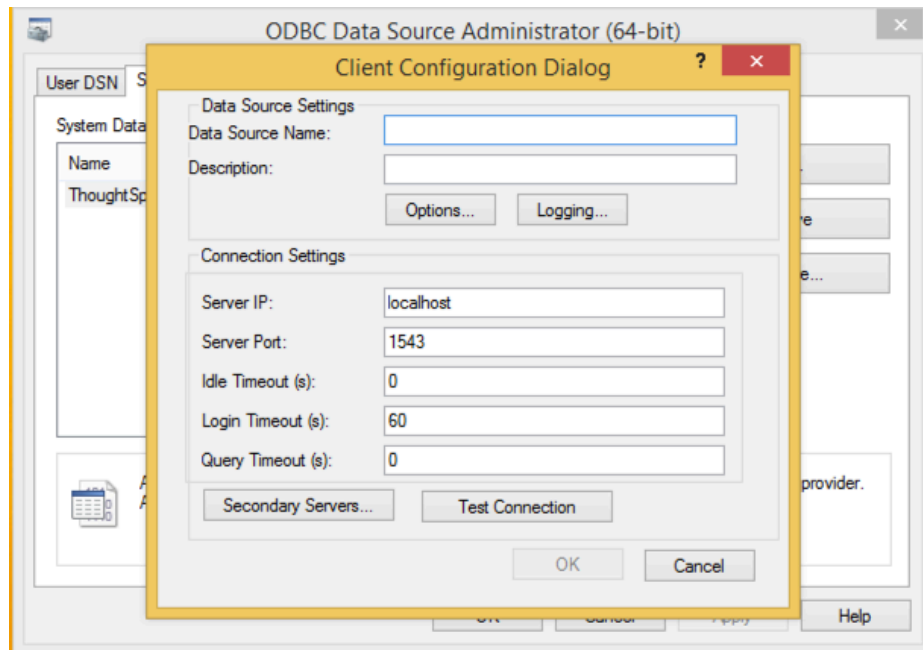 ODBC Data Source Administrator (64-bit)
Client Configuration Dialog ?
User DSN
System Data
Name
ThoughtSp
Data Source Settings
Data Source Name:
Description:
Options... Logging...
Connection Settings
Server IP: localhost
Server Port: 1543
Idle Timeout (s): 0
Login Timeout (s): 60
Query Timeout (s): 0
provider.
Secondary Servers... Test Connection
OK Cancel
Help